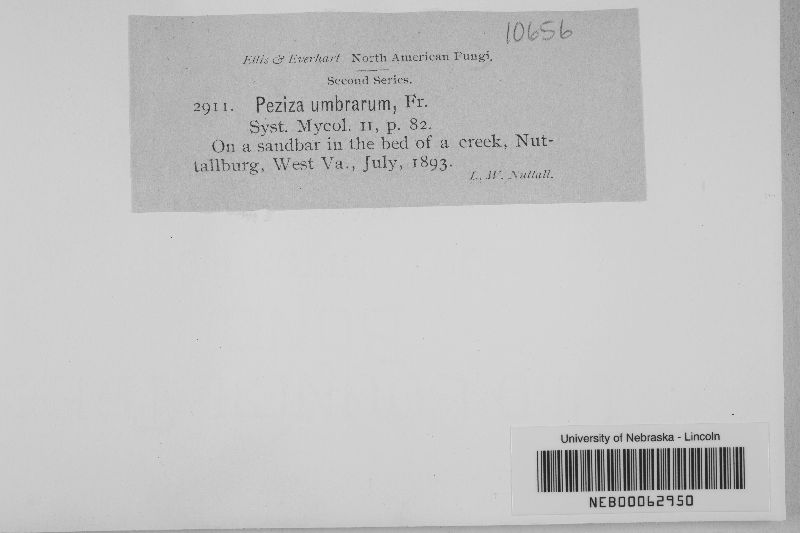 10656
Ellis & Everhart North American Fungi.
Second Series.
2911. Peziza umbrarum, Fr.
Syst. Mycol. II, p. 82.
On a sandbar in the bed of a creek, Nut-
tallburg, West Va., July, 1893.
L. W. Nuttall.
University of Nebraska - Lincoln
NEB00062950